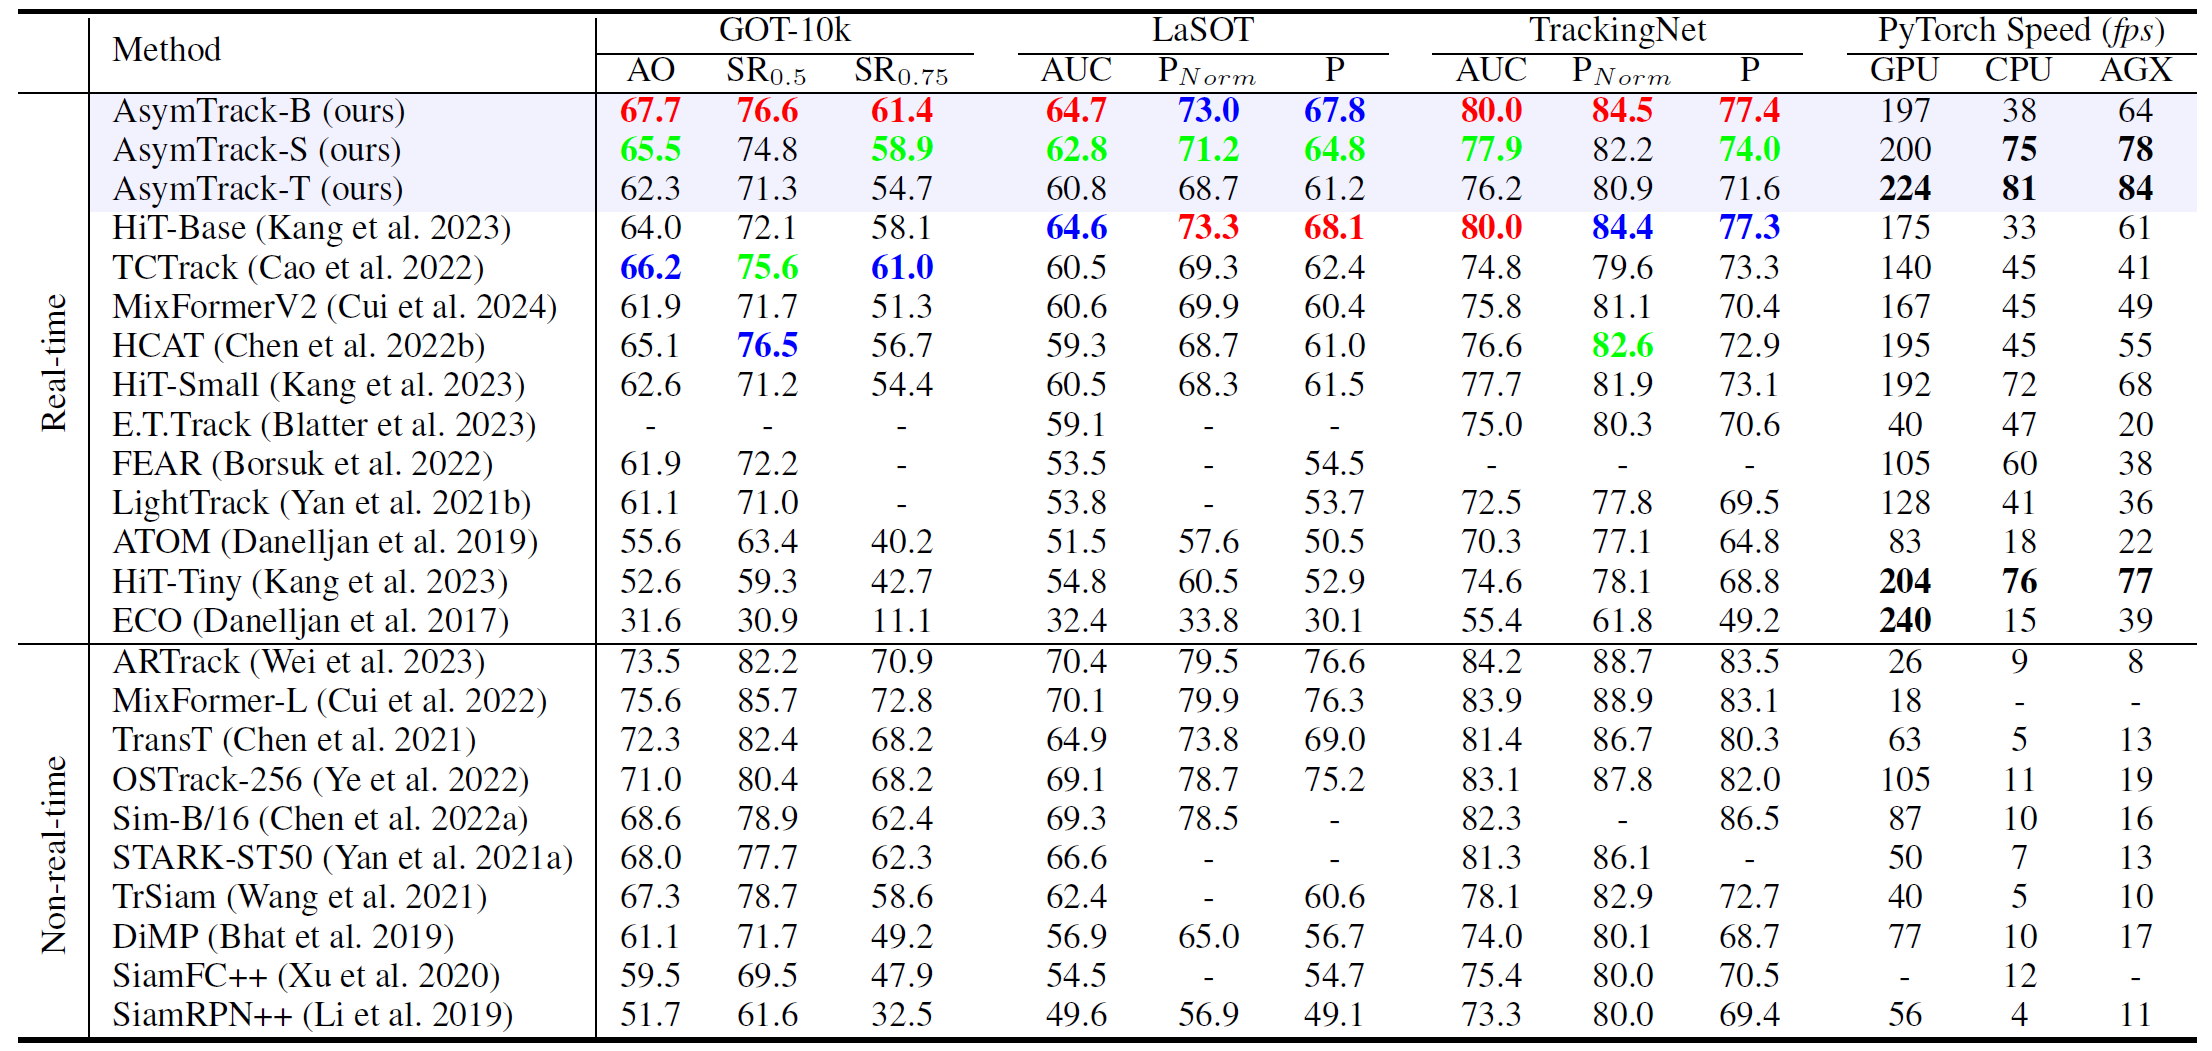 Method GOT-10k LaSOT TrackingNet PyTorch Speed (fps)
AO SR0.5 SR0.75 AUC PNorm P AUC PNorm P GPU CPU AGX
Real-time
AsymTrack-B (ours) 67.7 76.6 61.4 64.7 73.0 67.8 80.0 84.5 77.4 197 38 64
AsymTrack-S (ours) 65.5 74.8 58.9 62.8 71.2 64.8 77.9 82.2 74.0 200 75 78
AsymTrack-T (ours) 62.3 71.3 54.7 60.8 68.7 61.2 76.2 80.9 71.6 224 81 84
HiT-Base (Kang et al. 2023) 64.0 72.1 58.1 64.6 73.3 68.1 80.0 84.4 77.3 175 33 61
TCTrack (Cao et al. 2022) 66.2 75.6 61.0 60.5 69.3 62.4 74.8 79.6 73.3 140 45 41
MixFormerV2 (Cui et al. 2024) 61.9 71.7 51.3 60.6 69.9 60.4 75.8 81.1 70.4 167 45 49
HCAT (Chen et al. 2022b) 65.1 76.5 56.7 59.3 68.7 61.0 76.6 82.6 72.9 195 45 55
HiT-Small (Kang et al. 2023) 62.6 71.2 54.4 60.5 68.3 61.5 77.7 81.9 73.1 192 72 68
E.T.Track (Blatter et al. 2023) - - - 59.1 - - 75.0 80.3 70.6 40 47 20
FEAR (Borsuk et al. 2022) 61.9 72.2 - 53.5 - 54.5 - - - 105 60 38
LightTrack (Yan et al. 2021b) 61.1 71.0 - 53.8 - 53.7 72.5 77.8 69.5 128 41 36
ATOM (Danelljan et al. 2019) 55.6 63.4 40.2 51.5 57.6 50.5 70.3 77.1 64.8 83 18 22
HiT-Tiny (Kang et al. 2023) 52.6 59.3 42.7 54.8 60.5 52.9 74.6 78.1 68.8 204 76 77
ECO (Danelljan et al. 2017) 31.6 30.9 11.1 32.4 33.8 30.1 55.4 61.8 49.2 240 15 39
Non-real-time
ARTrack (Wei et al. 2023) 73.5 82.2 70.9 70.4 79.5 76.6 84.2 88.7 83.5 26 9 8
MixFormer-L (Cui et al. 2022) 75.6 85.7 72.8 70.1 79.9 76.3 83.9 88.9 83.1 18 - -
TransT (Chen et al. 2021) 72.3 82.4 68.2 64.9 73.8 69.0 81.4 86.7 80.3 63 5 13
OSTrack-256 (Ye et al. 2022) 71.0 80.4 68.2 69.1 78.7 75.2 83.1 87.8 82.0 105 11 19
Sim-B/16 (Chen et al. 2022a) 68.6 78.9 62.4 69.3 78.5 - 82.3 - 86.5 87 10 16
STARK-ST50 (Yan et al. 2021a) 68.0 77.7 62.3 66.6 - - 81.3 86.1 - 50 7 13
TrSiam (Wang et al. 2021) 67.3 78.7 58.6 62.4 - 60.6 78.1 82.9 72.7 40 5 10
DiMP (Bhat et al. 2019) 61.1 71.7 49.2 56.9 65.0 56.7 74.0 80.1 68.7 77 10 17
SiamFC++ (Xu et al. 2020) 59.5 69.5 47.9 54.5 - 54.7 75.4 80.0 70.5 - 12 -
SiamRPN++ (Li et al. 2019) 51.7 61.6 32.5 49.6 56.9 49.1 73.3 80.0 69.4 56 4 11